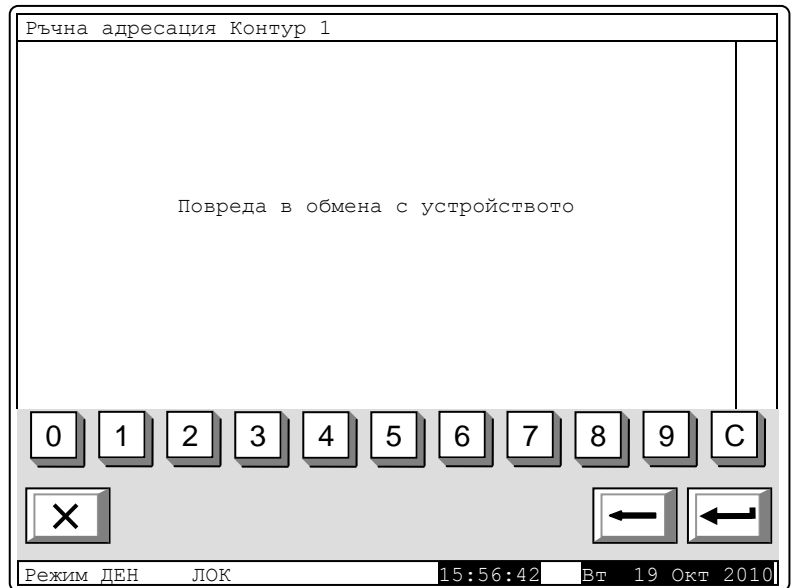 Ръчна адресация Контур 1
Повреда в обмена с устройството
0 1 2 3 4 5 6 7 8 9 C
Режим ДЕН ЛОК 15:56:42 Вт 19 Окт 2010